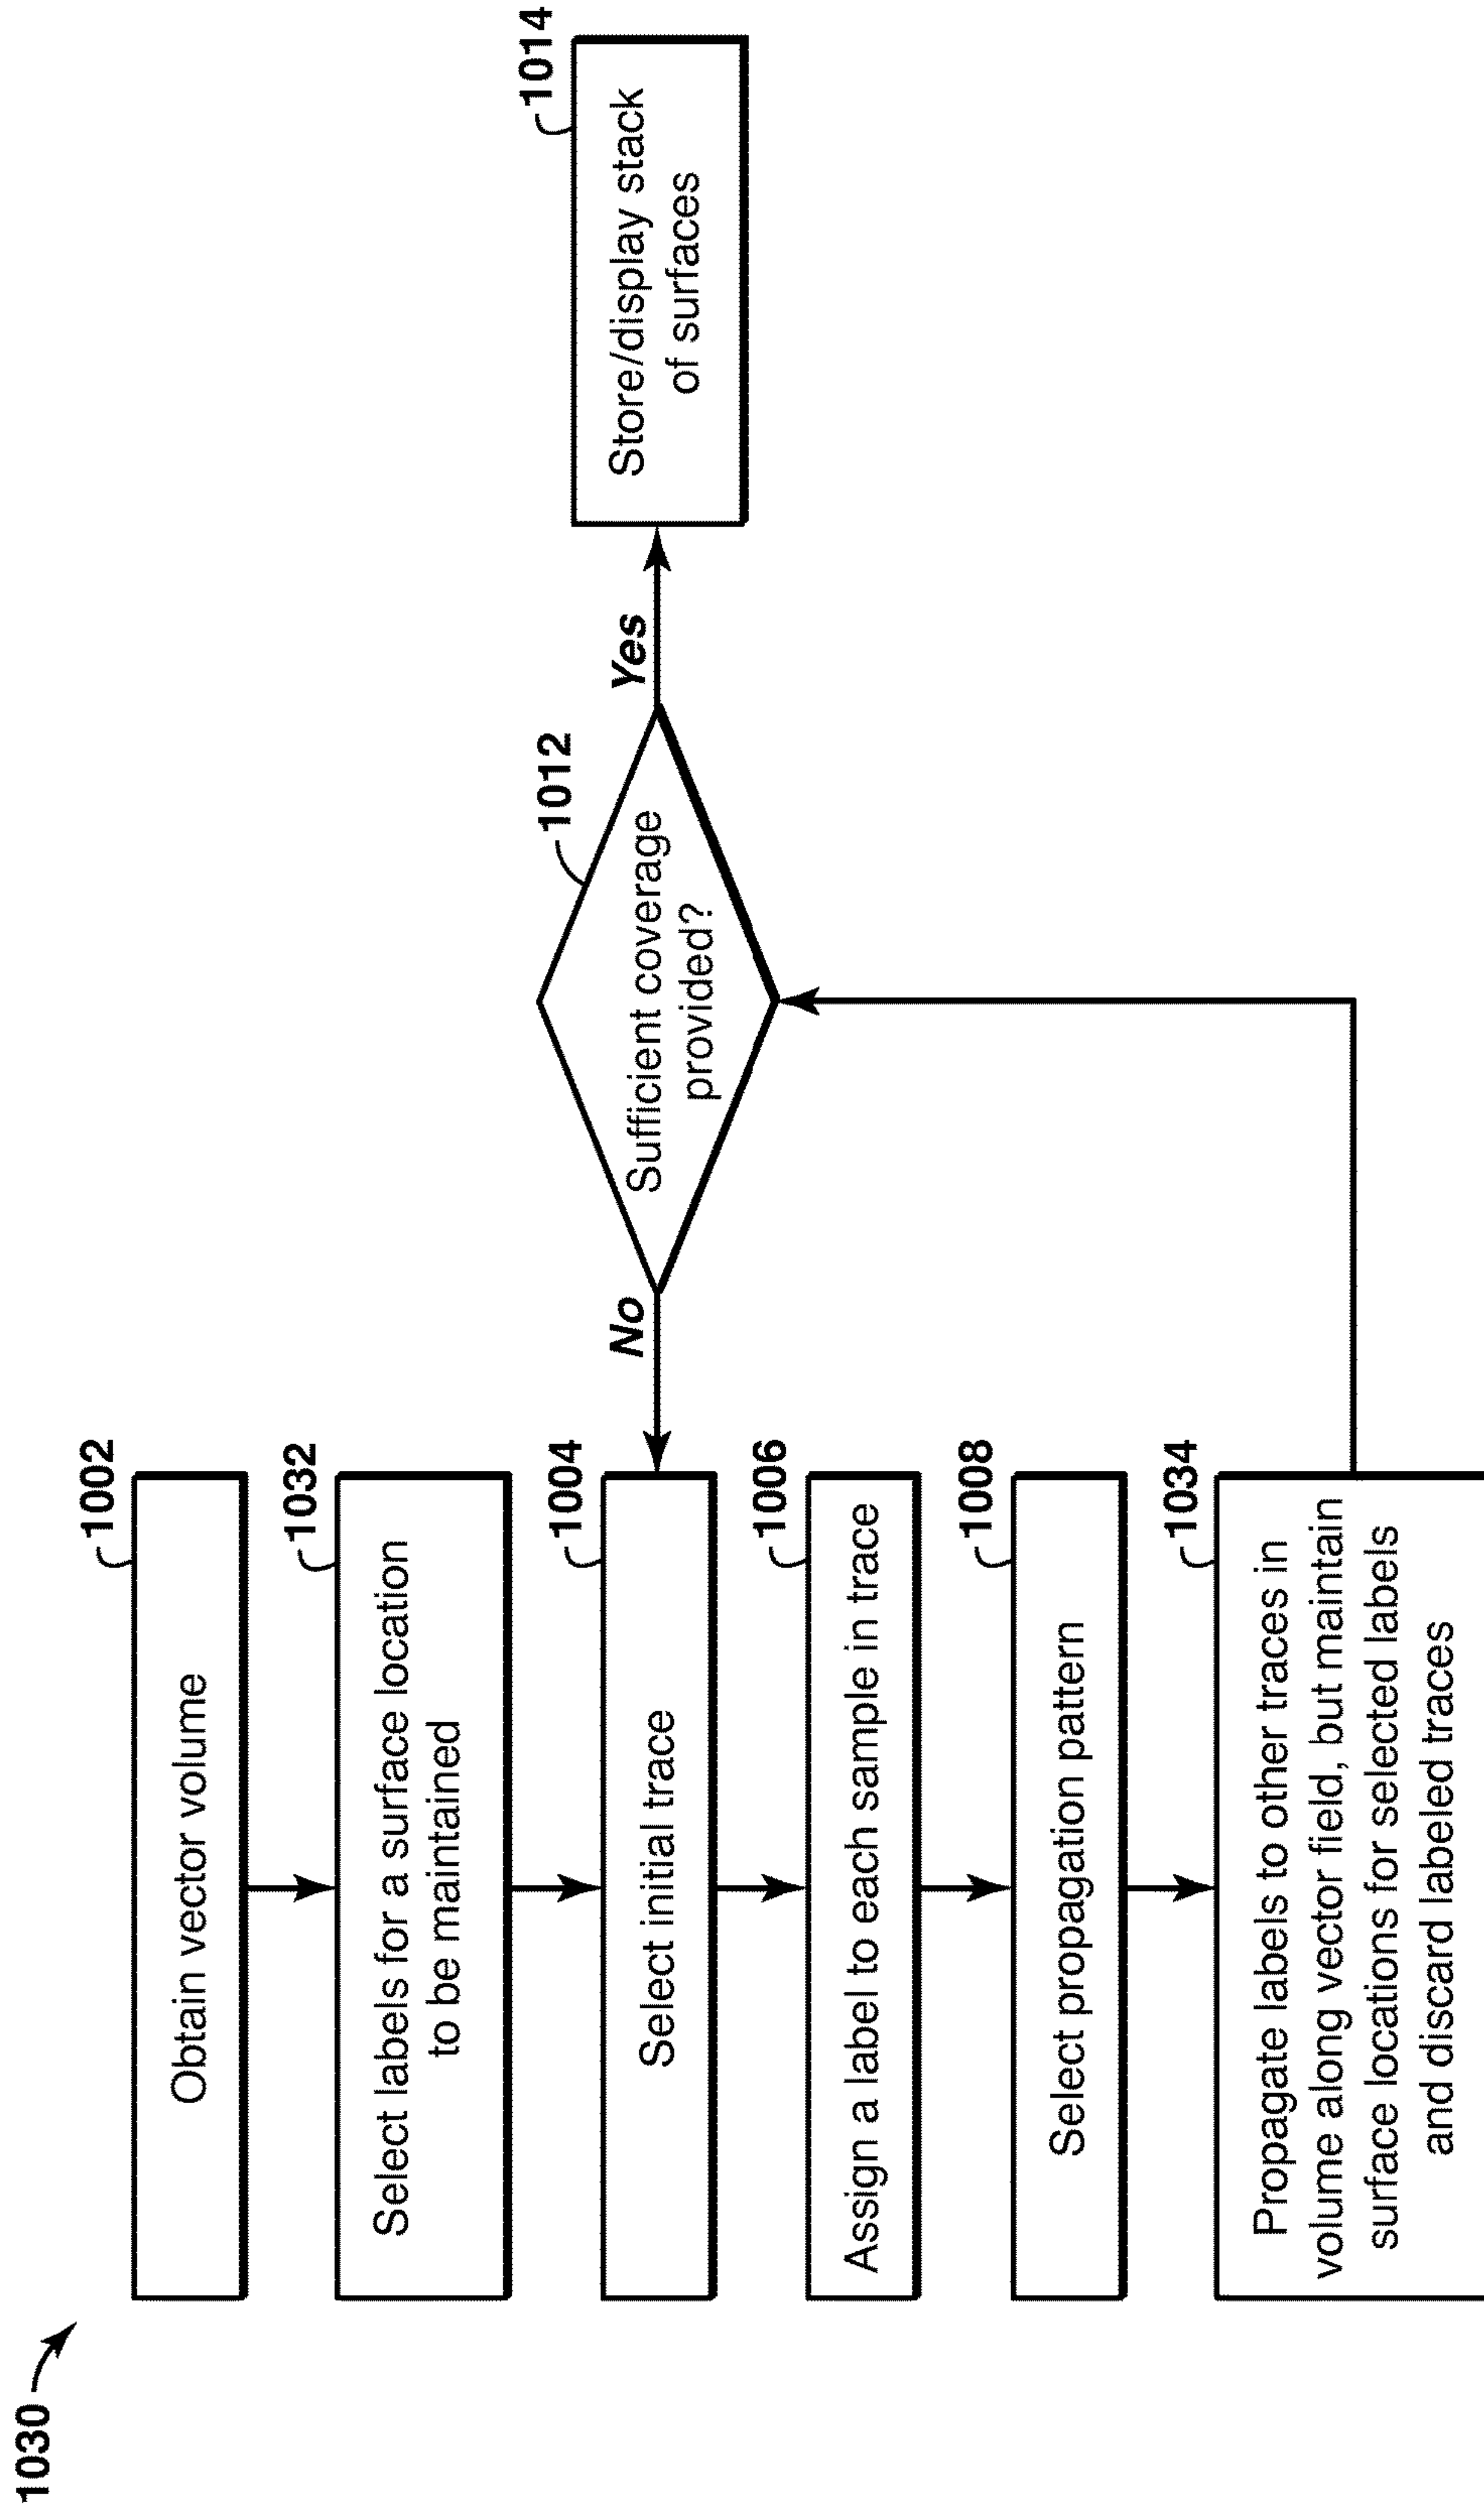 1030
1002
Obtain vector volume
1032
Select labels for a surface location
to be maintained
1004
Select initial trace
1006
Assign a label to each sample in trace
1008
Select propagation pattern
1034
Propagate labels to other traces in
volume along vector field, but maintain
surface locations for selected labels
and discard labeled traces
No
1012
Sufficient coverage
provided?
Yes
1014
Store/display stack
of surfaces